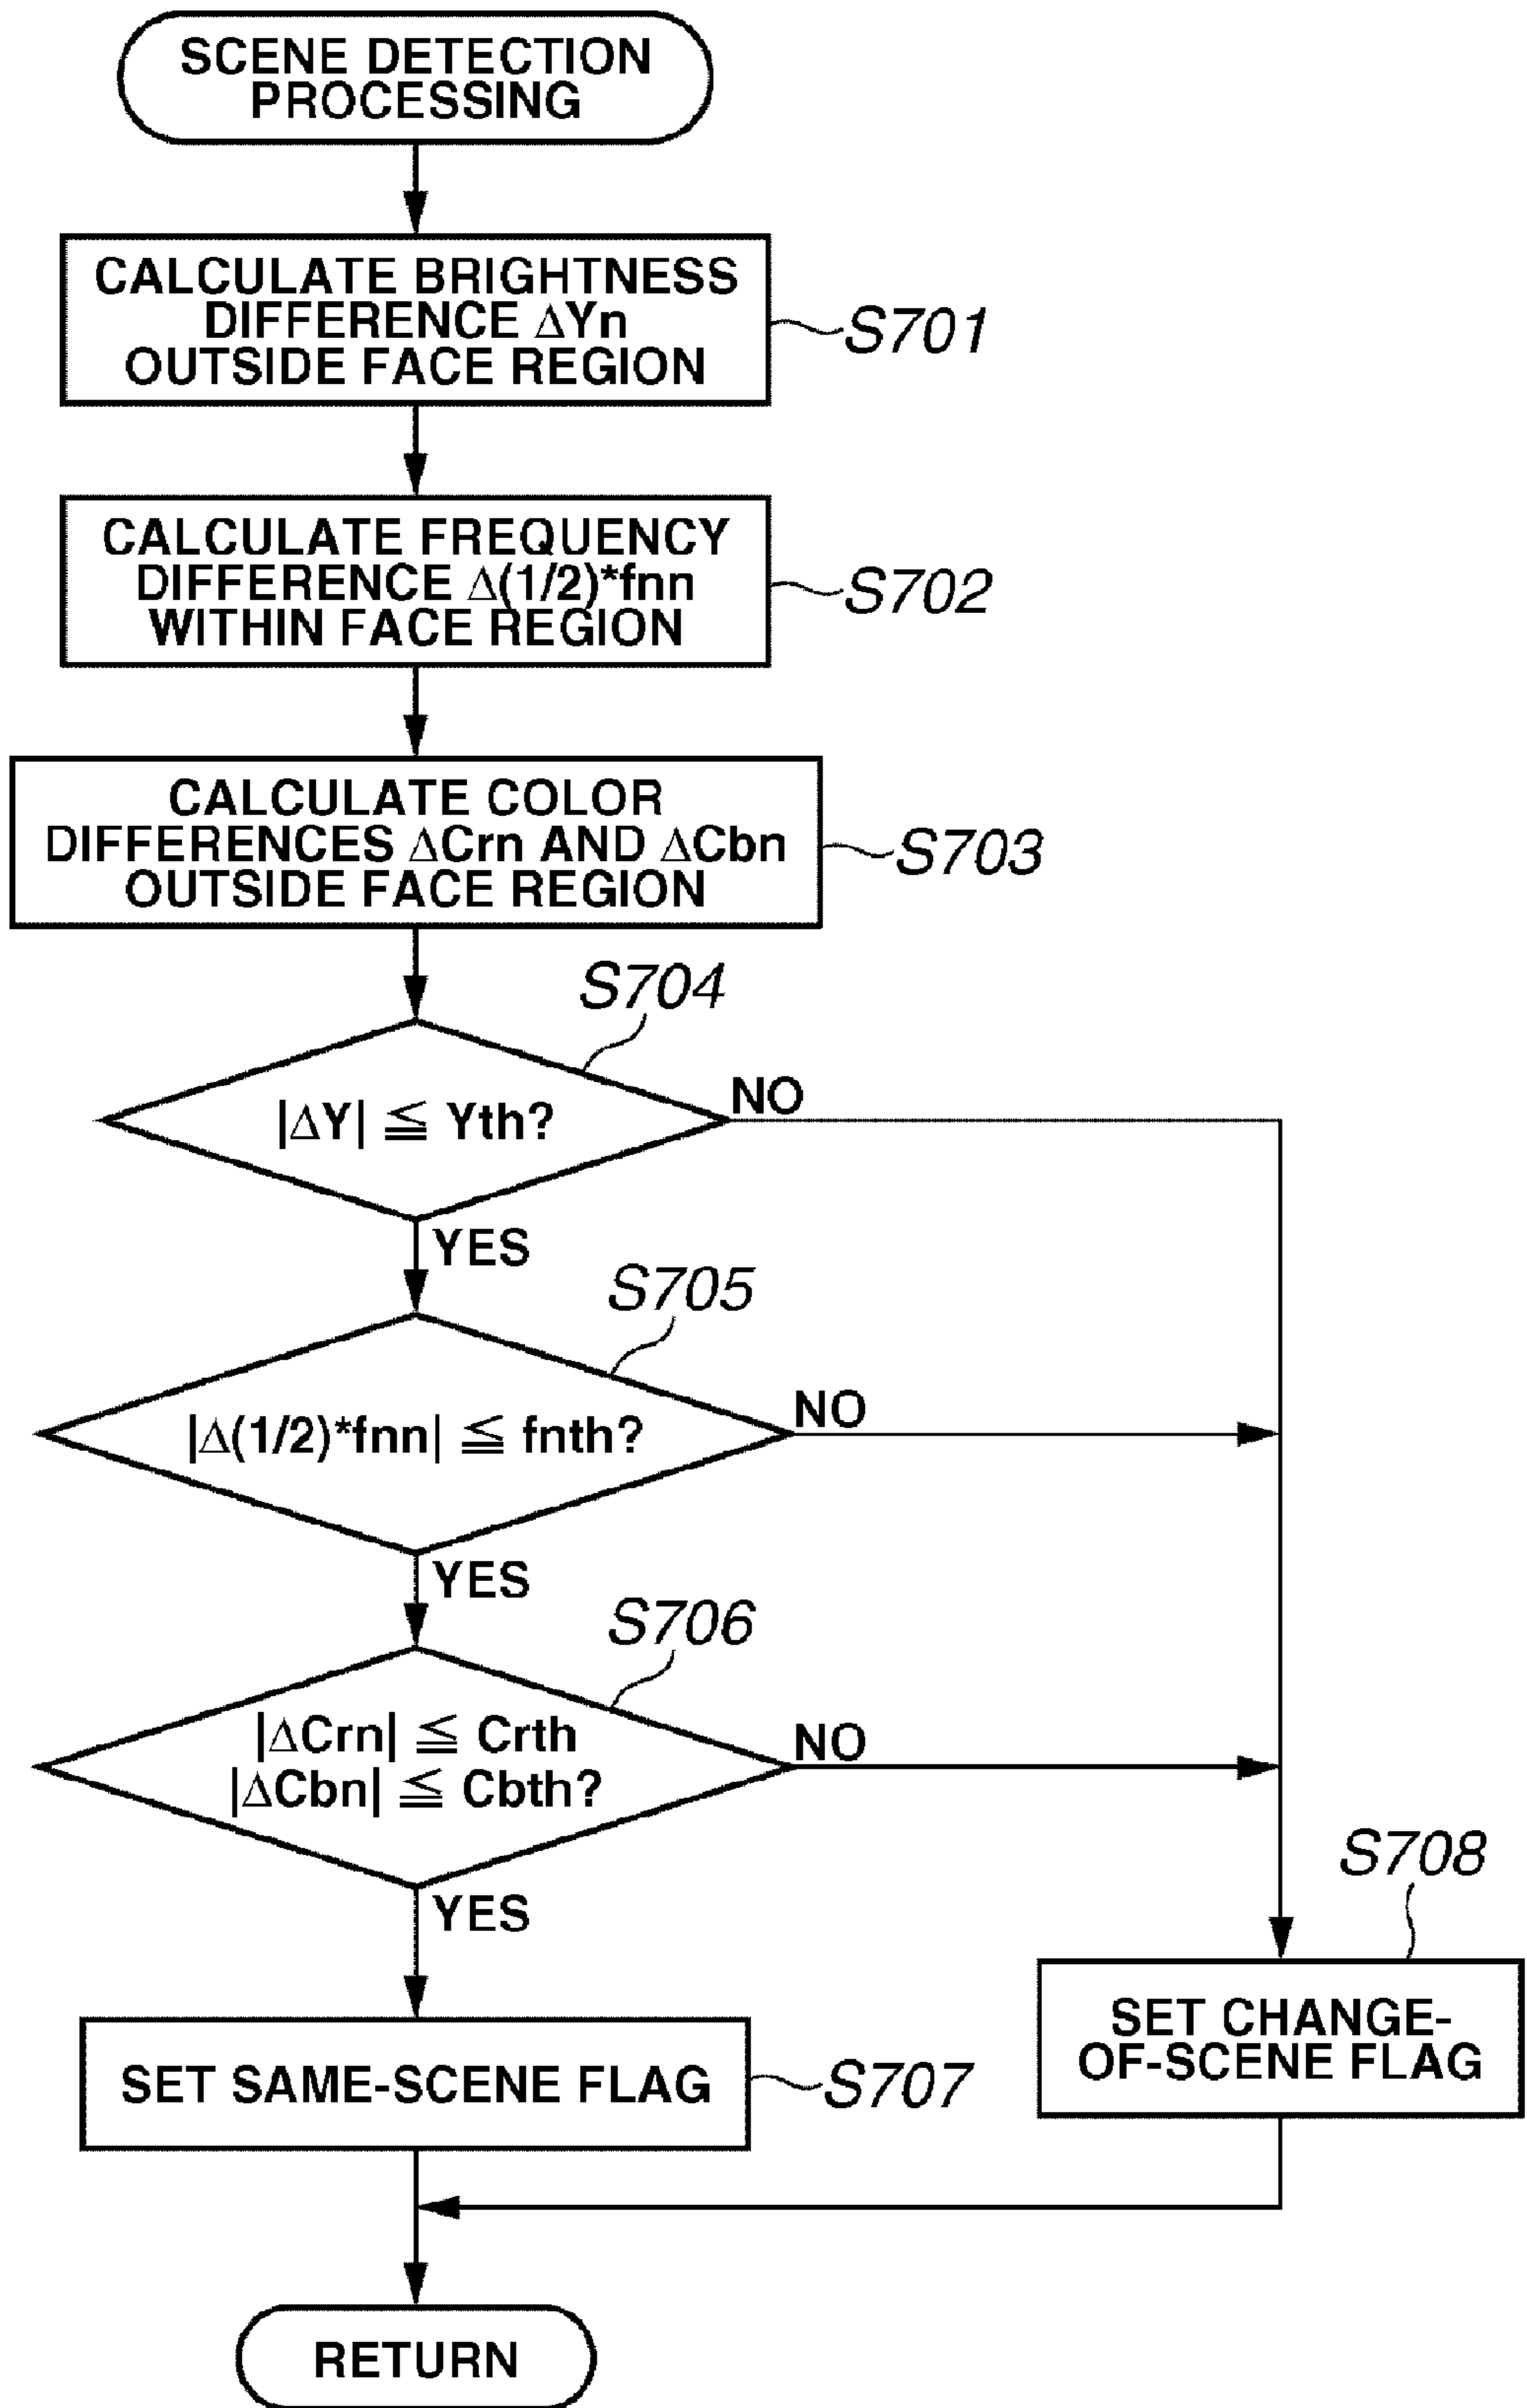 SCENE DETECTION
PROCESSING
CALCULATE BRIGHTNESS
DIFFERENCE ΔYn
OUTSIDE FACE REGION
S701
CALCULATE FREQUENCY
DIFFERENCE Δ(1/2)*fnn
WITHIN FACE REGION
S702
CALCULATE COLOR
DIFFERENCES ΔCrn AND ΔCbn
OUTSIDE FACE REGION
S703
S704
|ΔY| ≦ Yth?
NO
YES
S705
|Δ(1/2)*fnn| ≦ fnth?
NO
YES
S706
|ΔCrn| ≦ Crth
|ΔCbn| ≦ Cbth?
NO
YES
SET SAME-SCENE FLAG
S707
S708
SET CHANGE-
OF-SCENE FLAG
RETURN